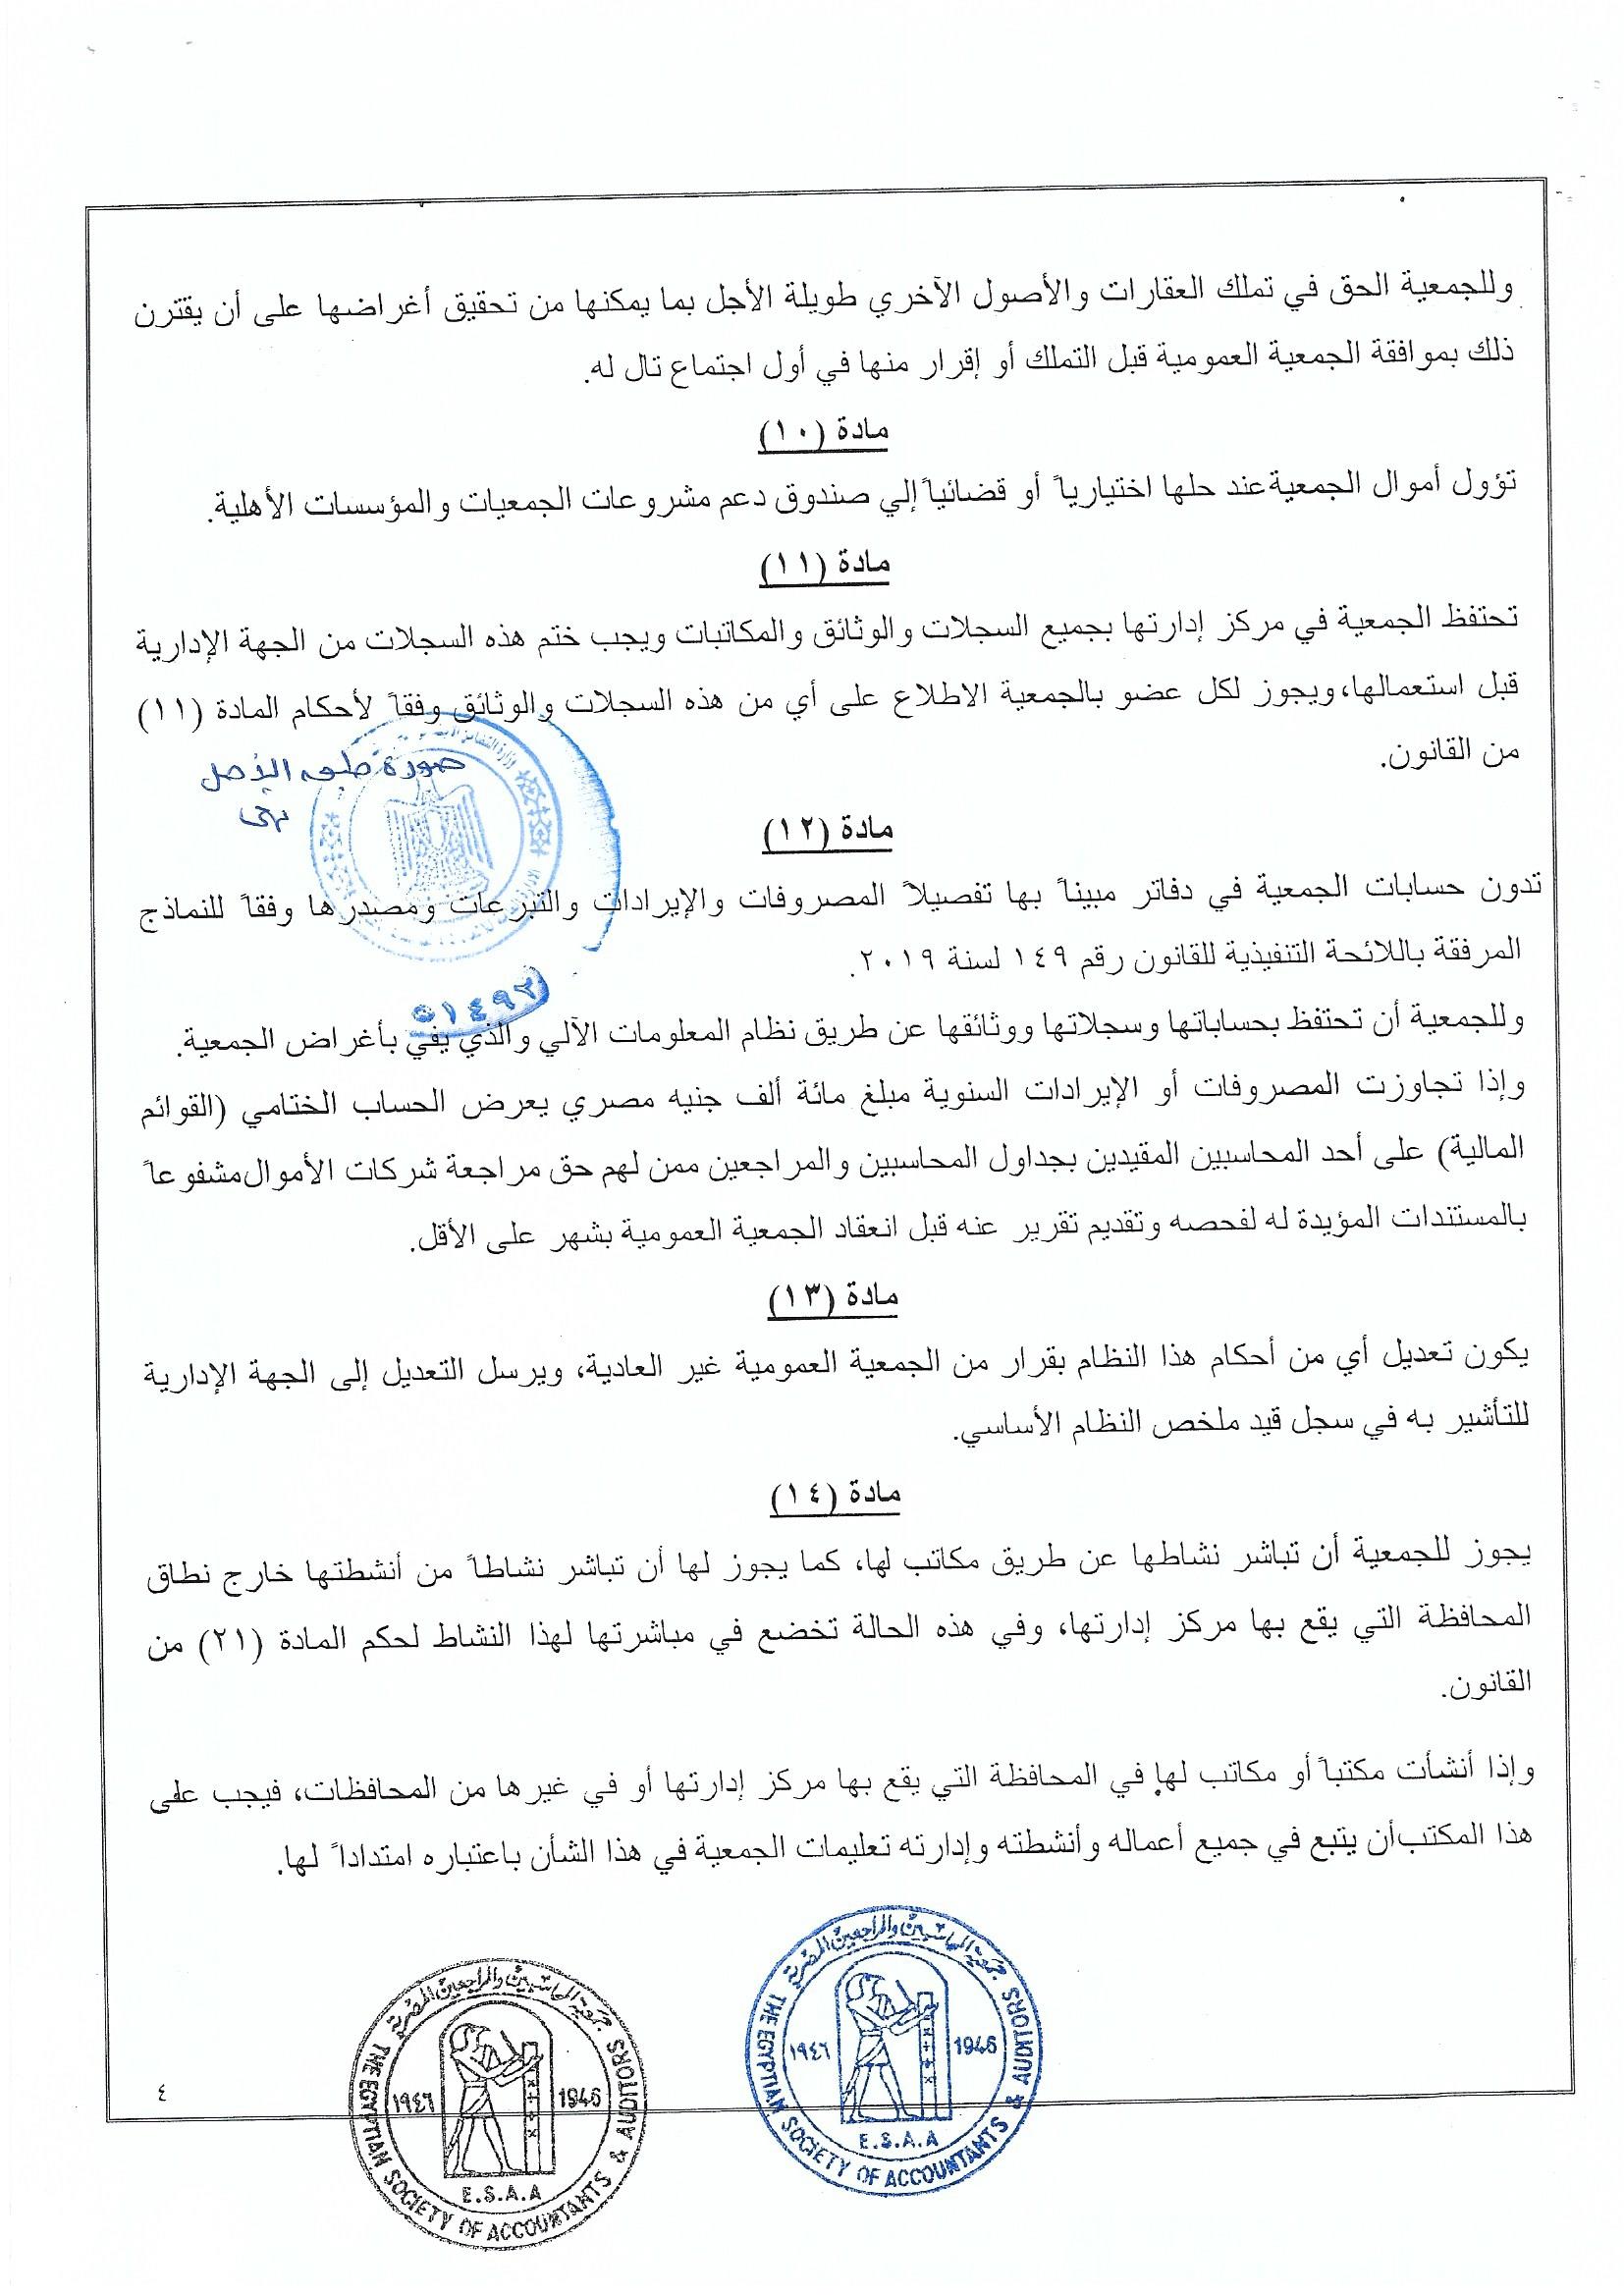 وللجمعية الحق في تملك العقارات والأصول الآخري طويلة الأجل بما يمكنها من تحقيق أغراضها على أن يقترن
ذلك بموافقة الجمعية العمومية قبل التملك أو إقرار منها في أول اجتماع تال له.
مادة (١٠)
تؤول أموال الجمعية عند حلها اختيارياً أو قضائياً إلي صندوق دعم مشروعات الجمعيات والمؤسسات الأهلية.
مادة (١١)
تحتفظ الجمعية في مركز إدارتها بجميع السجلات والوثائق والمكاتبات ويجب ختم هذه السجلات من الجهة الإدارية
قبل استعمالها، ويجوز لكل عضو بالجمعية الاطلاع على أي من هذه السجلات والوثائق وفقاً لأحكام المادة (١١)
من القانون.
صورة طبق الأصل
مادة (١٢)
تدون حسابات الجمعية في دفاتر مبيناً بها تفصيلاً المصروفات والإيرادات والتبرعات ومصدرها وفقاً للنماذج
المرفقة باللائحة التنفيذية للقانون رقم ١٤٩ لسنة ٢٠١٩.
٥١٤٩٢
وللجمعية أن تحتفظ بحساباتها وسجلاتها ووثائقها عن طريق نظام المعلومات الآلي والذي يفي بأغراض الجمعية.
وإذا تجاوزت المصروفات أو الإيرادات السنوية مبلغ مائة ألف جنيه مصري يعرض الحساب الختامي (القوائم
المالية) على أحد المحاسبين المقيدين بجداول المحاسبين والمراجعين ممن لهم حق مراجعة شركات الأموال مشفوعاً
بالمستندات المؤيدة له لفحصه وتقديم تقرير عنه قبل انعقاد الجمعية العمومية بشهر على الأقل.
مادة (١٣)
يكون تعديل أي من أحكام هذا النظام بقرار من الجمعية العمومية غير العادية، ويرسل التعديل إلى الجهة الإدارية
للتأشير به في سجل قيد ملخص النظام الأساسي.
مادة (١٤)
يجوز للجمعية أن تباشر نشاطها عن طريق مكاتب لها، كما يجوز لها أن تباشر نشاطاً من أنشطتها خارج نطاق
المحافظة التي يقع بها مركز إدارتها، وفي هذه الحالة تخضع في مباشرتها لهذا النشاط لحكم المادة (٢١) من
القانون.
وإذا أنشأت مكتباً أو مكاتب لها في المحافظة التي يقع بها مركز إدارتها أو في غيرها من المحافظات، فيجب على
هذا المكتب أن يتبع في جميع أعماله وأنشطته وإدارته تعليمات الجمعية في هذا الشأن باعتباره امتداداً لها.
جمعية المحاسبين والمراجعين المصرية
١٩٤٦ 1946
E.S.A.A
THE EGYPTIAN SOCIETY OF ACCOUNTANTS & AUDITORS
جمعية المحاسبين والمراجعين المصرية
١٩٤٦ 1946
E.S.A.A
THE EGYPTIAN SOCIETY OF ACCOUNTANTS & AUDITORS
٤